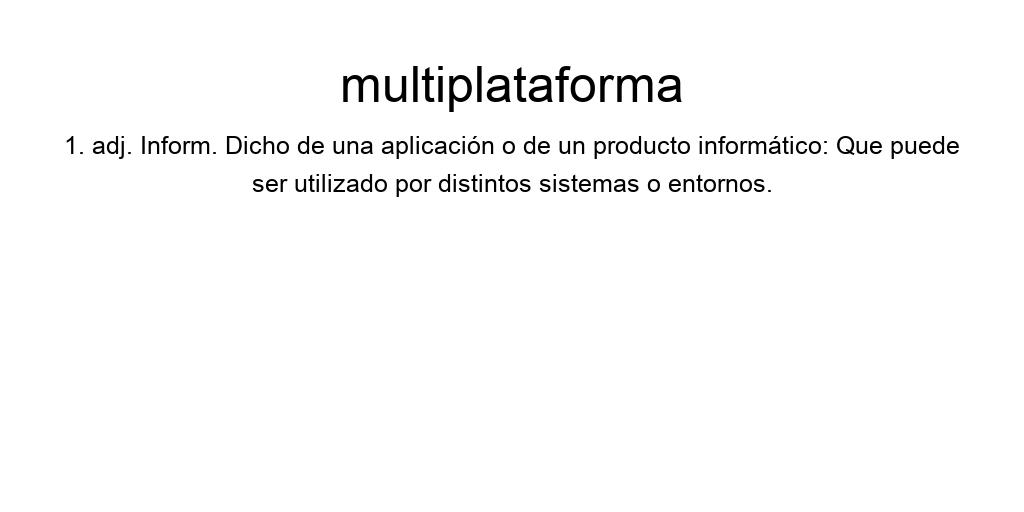 multiplataforma
1. adj. Inform. Dicho de una aplicación o de un producto informático: Que puede
ser utilizado por distintos sistemas o entornos.